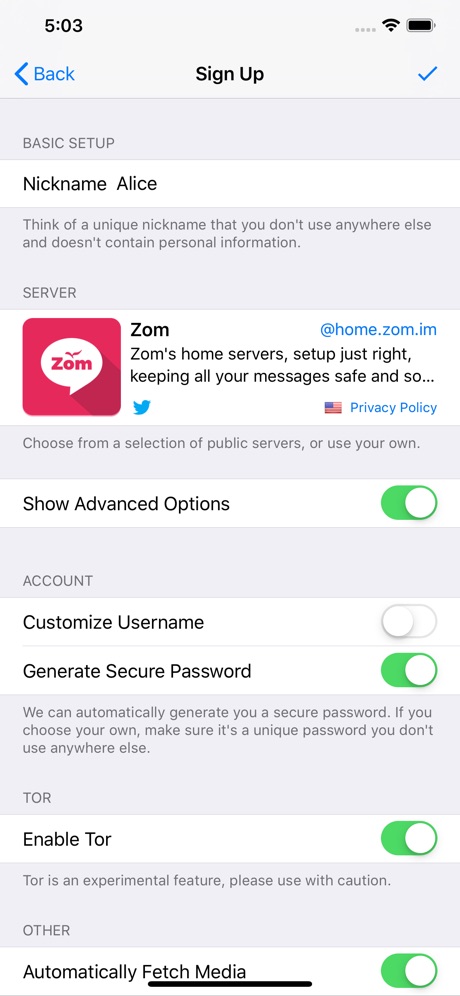 5:03
Back
Sign Up
BASIC SETUP
Nickname Alice
Think of a unique nickname that you don't use anywhere else
and doesn't contain personal information.
SERVER
Zom
Zom
@home.zom.im
Zom's home servers, setup just right,
keeping all your messages safe and so...
Privacy Policy
Choose from a selection of public servers, or use your own.
Show Advanced Options
ACCOUNT
Customize Username
Generate Secure Password
We can automatically generate you a secure password. If you
choose your own, make sure it's a unique password you don't
use anywhere else.
TOR
Enable Tor
Tor is an experimental feature, please use with caution.
OTHER
Automatically Fetch Media